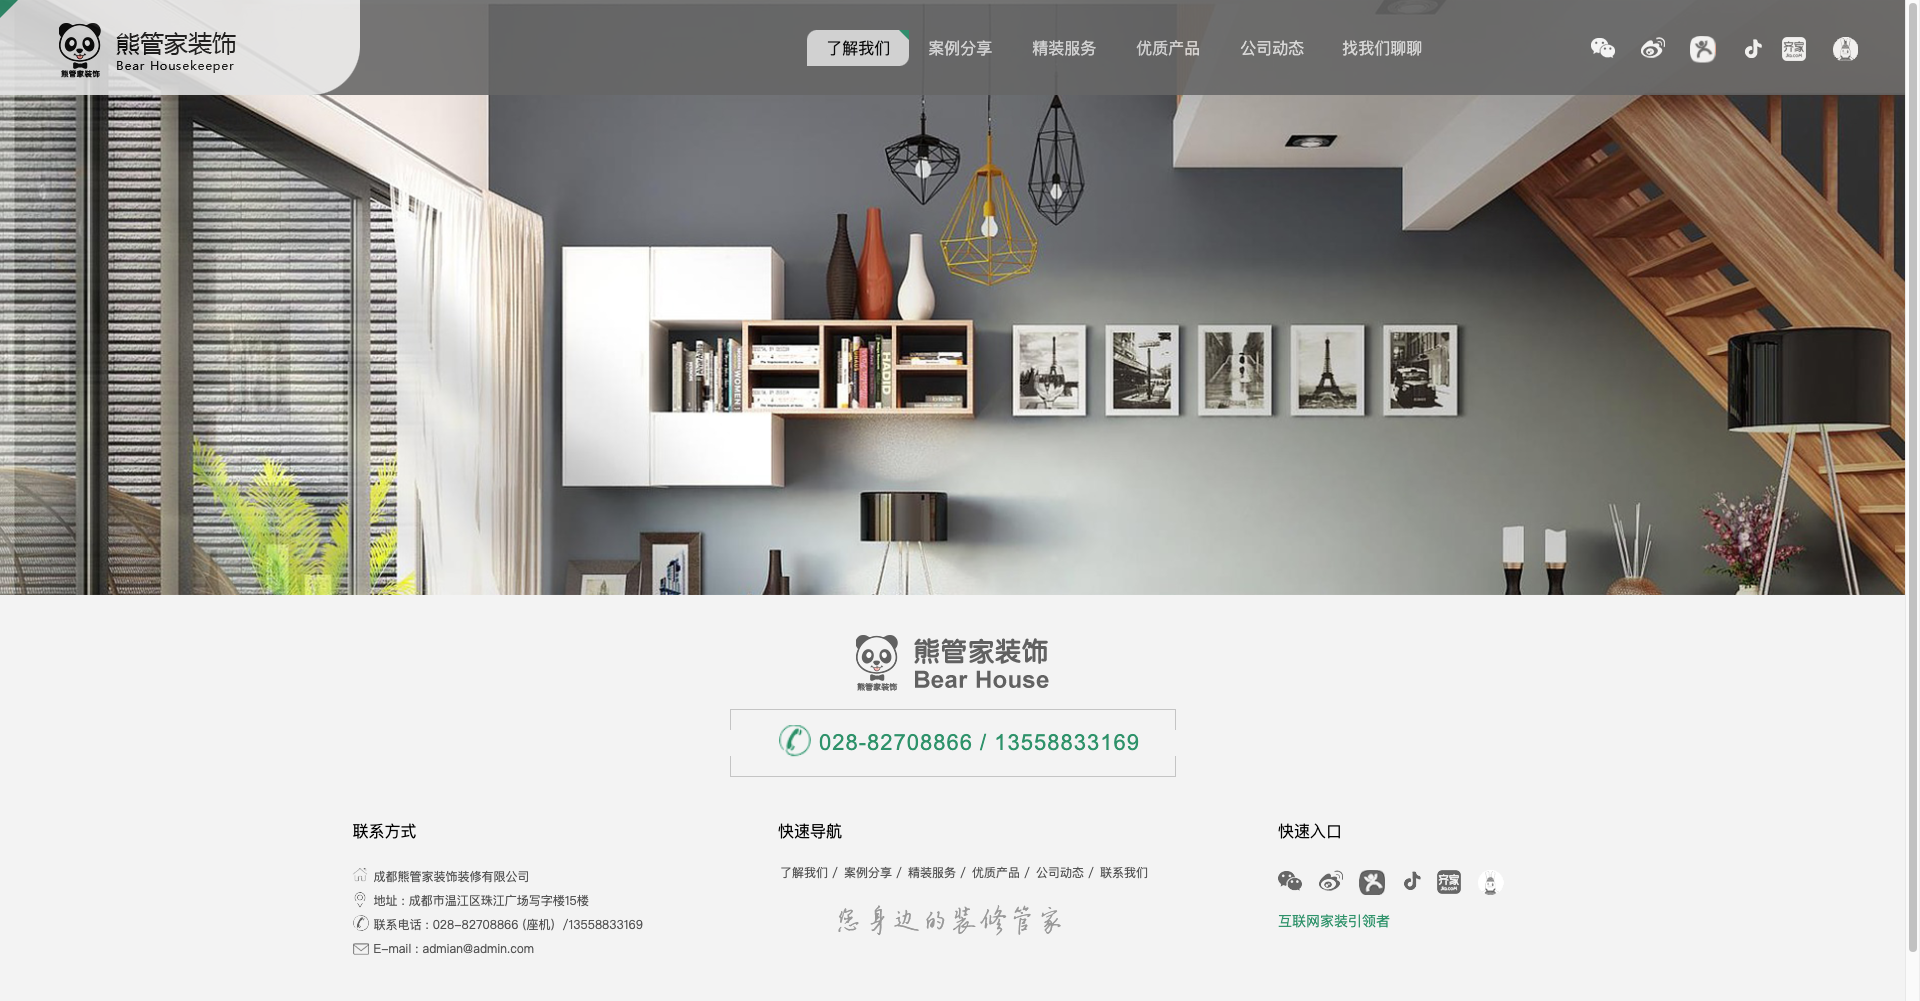 熊管家装饰
Bear Housekeeper
熊管家装饰
了解我们 案例分享 精装服务 优质产品 公司动态 找我们聊聊
齐家
Jia.com
WOMEN
HADID
熊管家装饰
Bear House
熊管家装饰
028-82708866 / 13558833169
联系方式
成都熊管家装饰装修有限公司
地址：成都市温江区珠江广场写字楼15楼
联系电话：028-82708866 (座机) /13558833169
E-mail：admian@admin.com
快速导航
了解我们 / 案例分享 / 精装服务 / 优质产品 / 公司动态 / 联系我们
您身边的装修管家
快速入口
齐家
Jia.com
互联网家装引领者